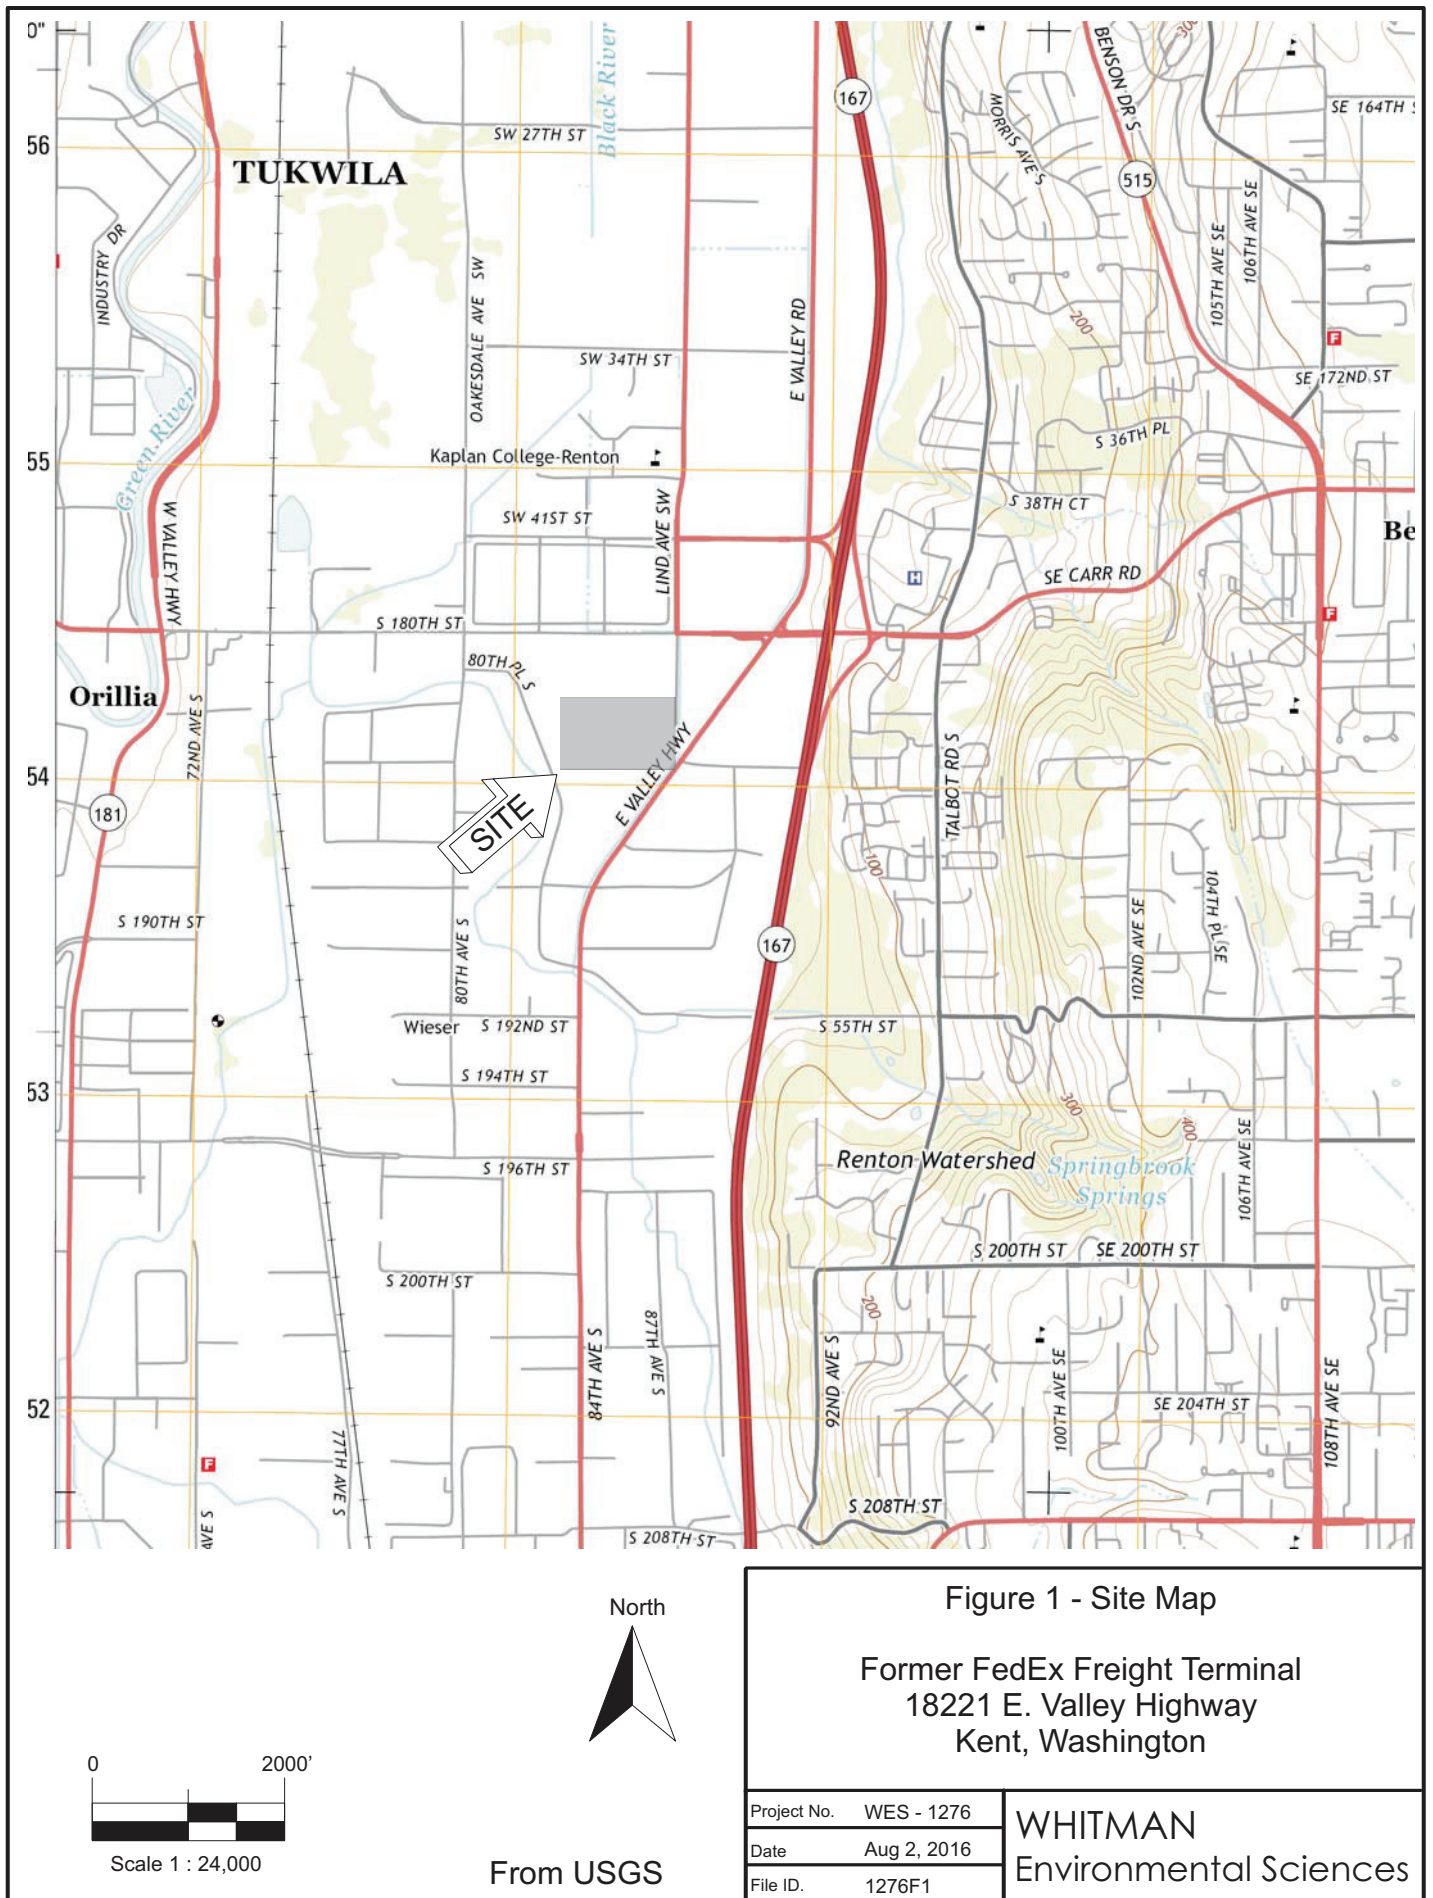 0"
56
55
54
53
52
TUKWILA
Black River
SW 27TH ST
167
BENSON DR S
MORRIS AVE S
515
SE 164TH
300
INDUSTRY DR
OAKESDALE AVE SW
E VALLEY RD
105TH AVE SE
106TH AVE SE
200
F
SW 34TH ST
SE 172ND ST
Green River
Kaplan College-Renton
S 36TH PL
S 38TH CT
W VALLEY HWY
SW 41ST ST
LIND AVE SW
Be
H
SE CARR RD
F
S 180TH ST
80TH PL S
Orillia
72ND AVE S
E VALLEY HWY
TALBOT RD S
SITE
181
100
S 190TH ST
80TH AVE S
167
102ND AVE SE
104TH PL SE
Wieser
S 192ND ST
S 55TH ST
S 194TH ST
300
400
S 196TH ST
Renton Watershed
Springbrook
Springs
106TH AVE SE
S 200TH ST
SE 200TH ST
S 200TH ST
200
84TH AVE S
87TH AVE S
92ND AVE S
100TH AVE SE
SE 204TH ST
108TH AVE SE
F
77TH AVE S
AVE S
S 208TH ST
S 208TH ST
North
0
2000'
Scale 1 : 24,000
From USGS
Figure 1 - Site Map
Former FedEx Freight Terminal
18221 E. Valley Highway
Kent, Washington
Project No. WES - 1276
Date Aug 2, 2016
File ID. 1276F1
WHITMAN
Environmental Sciences